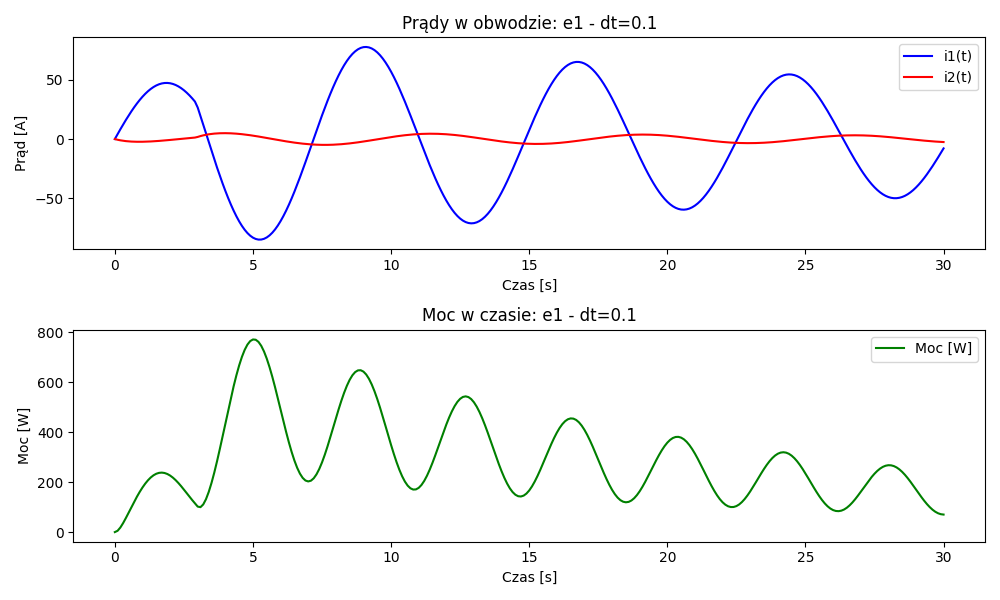 Prądy w obwodzie: e1 - dt=0.1
Prąd [A]
50
0
−50
i1(t)
i2(t)
0 5 10 15 20 25 30
Czas [s]
Moc w czasie: e1 - dt=0.1
Moc [W]
800
600
400
200
0
Moc [W]
0 5 10 15 20 25 30
Czas [s]